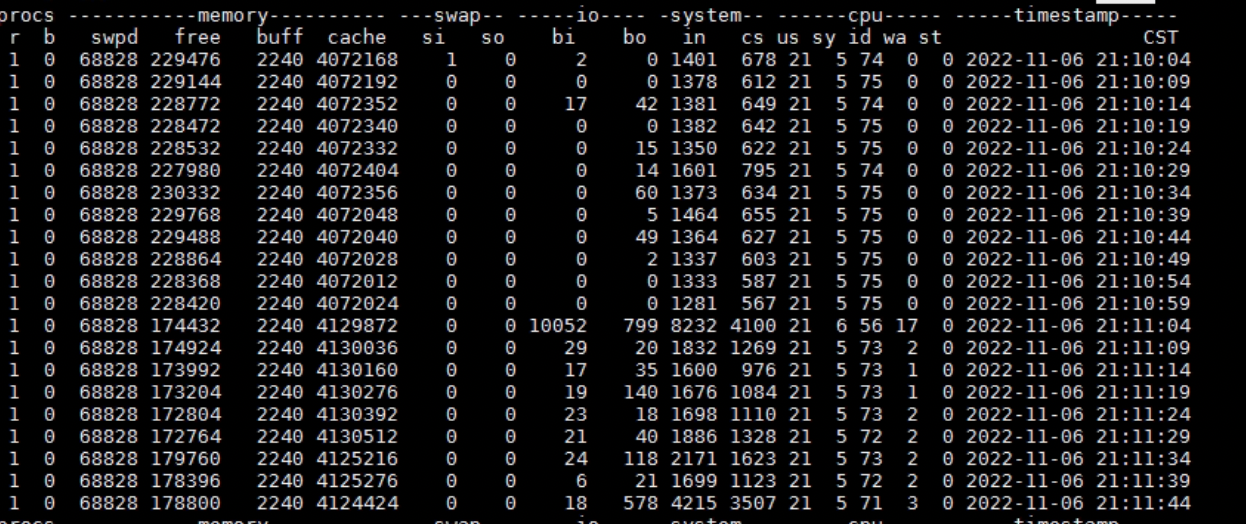 procs -----------memory---------- ---swap-- -----io---- -system-- ------cpu----- -----timestamp-----
r b swpd free buff cache si so bi bo in cs us sy id wa st CST
1 0 68828 229476 2240 4072168 1 0 2 0 1401 678 21 5 74 0 0 2022-11-06 21:10:04
1 0 68828 229144 2240 4072192 0 0 0 0 1378 612 21 5 75 0 0 2022-11-06 21:10:09
1 0 68828 228772 2240 4072352 0 0 17 42 1381 649 21 5 74 0 0 2022-11-06 21:10:14
1 0 68828 228472 2240 4072340 0 0 0 0 1382 642 21 5 75 0 0 2022-11-06 21:10:19
1 0 68828 228532 2240 4072332 0 0 0 15 1350 622 21 5 75 0 0 2022-11-06 21:10:24
1 0 68828 227980 2240 4072404 0 0 0 14 1601 795 21 5 74 0 0 2022-11-06 21:10:29
1 0 68828 230332 2240 4072356 0 0 0 60 1373 634 21 5 75 0 0 2022-11-06 21:10:34
1 0 68828 229768 2240 4072048 0 0 0 5 1464 655 21 5 75 0 0 2022-11-06 21:10:39
1 0 68828 229488 2240 4072040 0 0 0 49 1364 627 21 5 75 0 0 2022-11-06 21:10:44
1 0 68828 228864 2240 4072028 0 0 0 2 1337 603 21 5 75 0 0 2022-11-06 21:10:49
1 0 68828 228368 2240 4072012 0 0 0 0 1333 587 21 5 75 0 0 2022-11-06 21:10:54
1 0 68828 228420 2240 4072024 0 0 0 0 1281 567 21 5 75 0 0 2022-11-06 21:10:59
1 0 68828 174432 2240 4129872 0 0 10052 799 8232 4100 21 6 56 17 0 2022-11-06 21:11:04
1 0 68828 174924 2240 4130036 0 0 29 20 1832 1269 21 5 73 2 0 2022-11-06 21:11:09
1 0 68828 173992 2240 4130160 0 0 17 35 1600 976 21 5 73 1 0 2022-11-06 21:11:14
1 0 68828 173204 2240 4130276 0 0 19 140 1676 1084 21 5 73 1 0 2022-11-06 21:11:19
1 0 68828 172804 2240 4130392 0 0 23 18 1698 1110 21 5 73 2 0 2022-11-06 21:11:24
1 0 68828 172764 2240 4130512 0 0 21 40 1886 1328 21 5 72 2 0 2022-11-06 21:11:29
1 0 68828 179760 2240 4125216 0 0 24 118 2171 1623 21 5 73 2 0 2022-11-06 21:11:34
1 0 68828 178396 2240 4125276 0 0 6 21 1699 1123 21 5 72 2 0 2022-11-06 21:11:39
1 0 68828 178800 2240 4124424 0 0 18 578 4215 3507 21 5 71 3 0 2022-11-06 21:11:44
procs -----------memory---------- ---swap-- -----io---- -system-- ------cpu----- -----timestamp-----